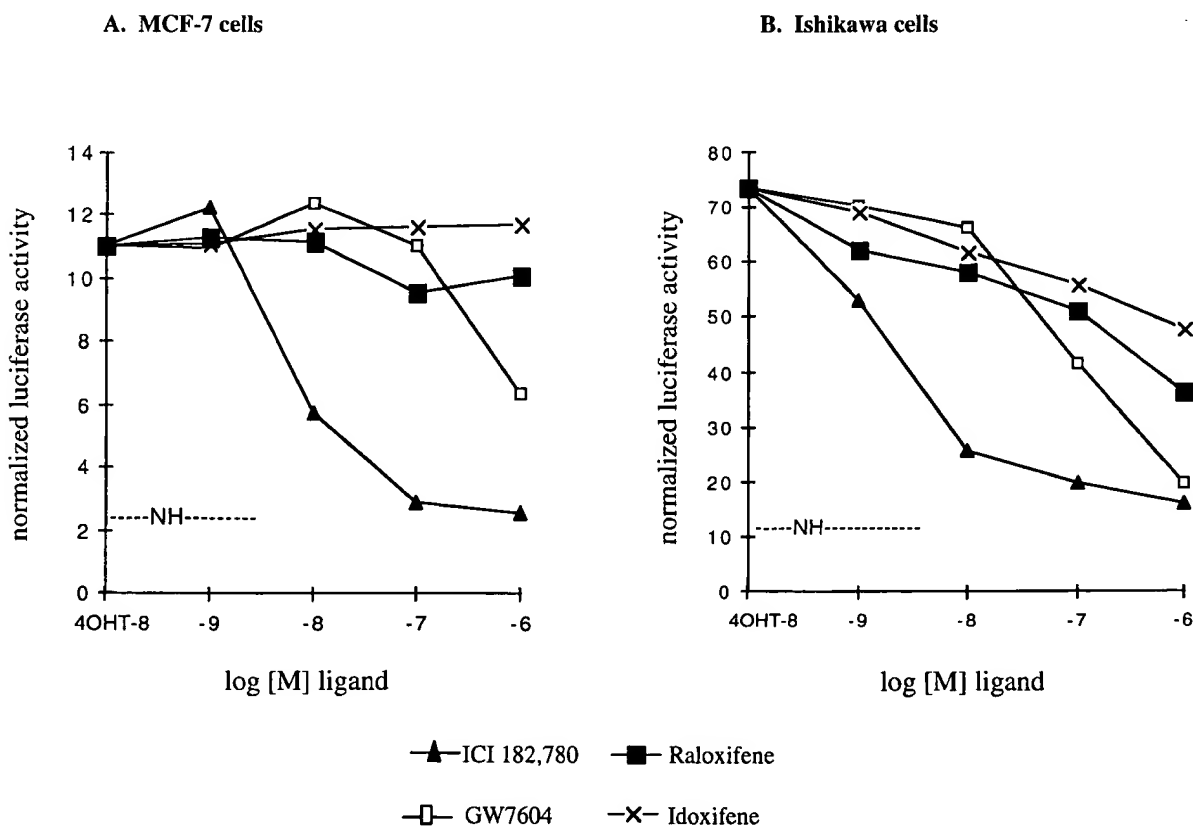 A. MCF-7 cells
B. Ishikawa cells
normalized luciferase activity
14
12
10
8
6
4
2
0
NH
4OHT-8
-9
-8
-7
-6
log [M] ligand
normalized luciferase activity
80
70
60
50
40
30
20
10
0
NH
4OHT-8
-9
-8
-7
-6
log [M] ligand
ICI 182,780
Raloxifene
GW7604
Idoxifene